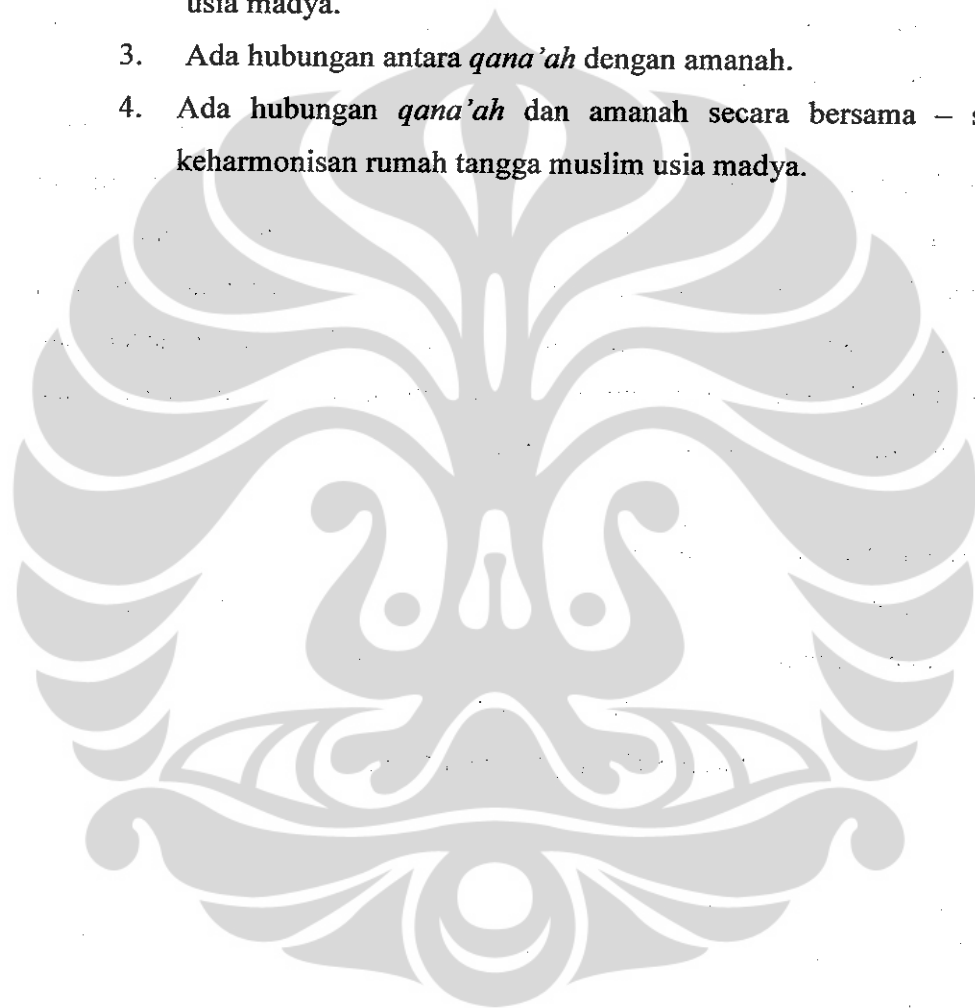 usia madya.
3. Ada hubungan antara qana'ah dengan amanah.
4. Ada hubungan qana'ah dan amanah secara bersama –
keharmonisan rumah tangga muslim usia madya.